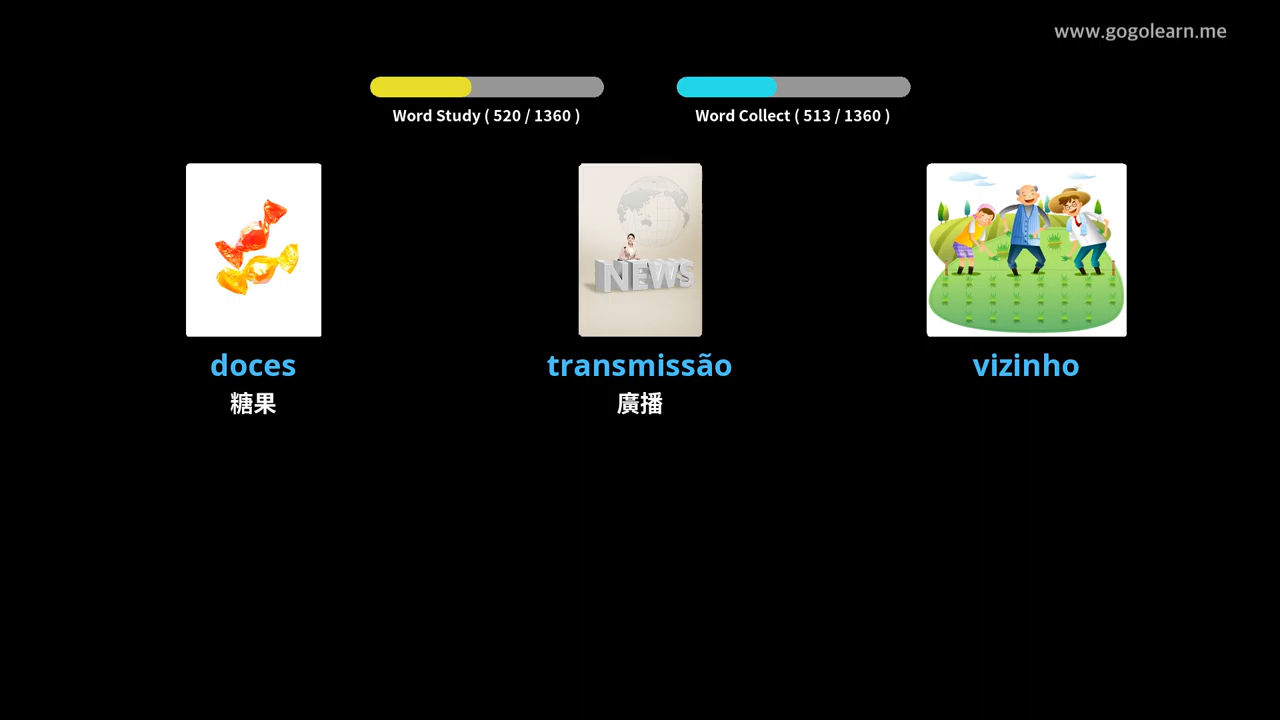 www.gogolearn.me
Word Study ( 520 / 1360 )
Word Collect ( 513 / 1360 )
NEWS
doces
transmissão
vizinho
糖果
廣播